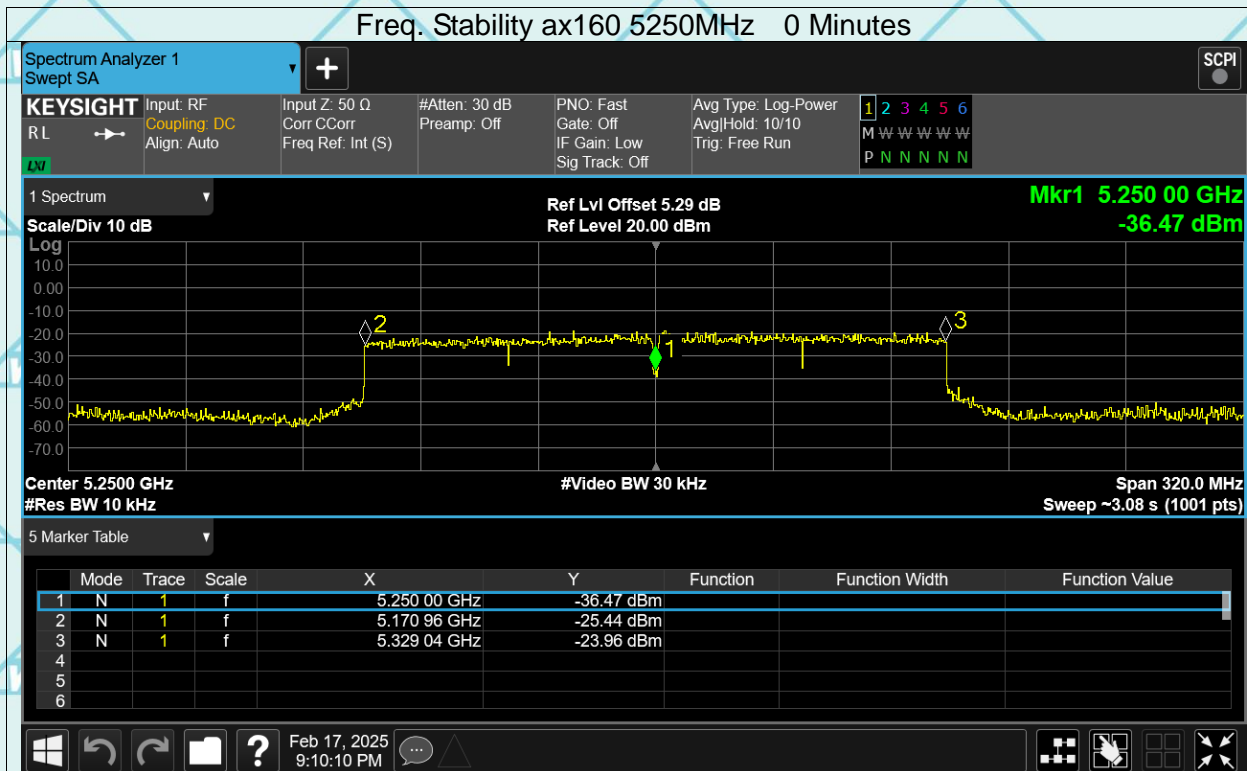 Freq. Stability ax160 5250MHz 0 Minutes
Spectrum Analyzer 1
Swept SA
+
SCPI
KEYSIGHT
R L
LXI
Input: RF
Coupling: DC
Align: Auto
Input Z: 50 Ω
Corr CCorr
Freq Ref: Int (S)
#Atten: 30 dB
Preamp: Off
PNO: Fast
Gate: Off
IF Gain: Low
Sig Track: Off
Avg Type: Log-Power
Avg|Hold: 10/10
Trig: Free Run
1 2 3 4 5 6
M W W W W W W
P N N N N N
1 Spectrum
Scale/Div 10 dB
Ref Lvl Offset 5.29 dB
Ref Level 20.00 dBm
Mkr1 5.250 00 GHz
-36.47 dBm
Log
10.0
0.00
-10.0
-20.0
-30.0
-40.0
-50.0
-60.0
-70.0
2
1
3
Center 5.2500 GHz
#Video BW 30 kHz
Span 320.0 MHz
#Res BW 10 kHz
Sweep ~3.08 s (1001 pts)
5 Marker Table
Mode Trace Scale X Y Function Function Width Function Value
1 N 1 f 5.250 00 GHz -36.47 dBm
2 N 1 f 5.170 96 GHz -25.44 dBm
3 N 1 f 5.329 04 GHz -23.96 dBm
4
5
6
?
Feb 17, 2025
9:10:10 PM